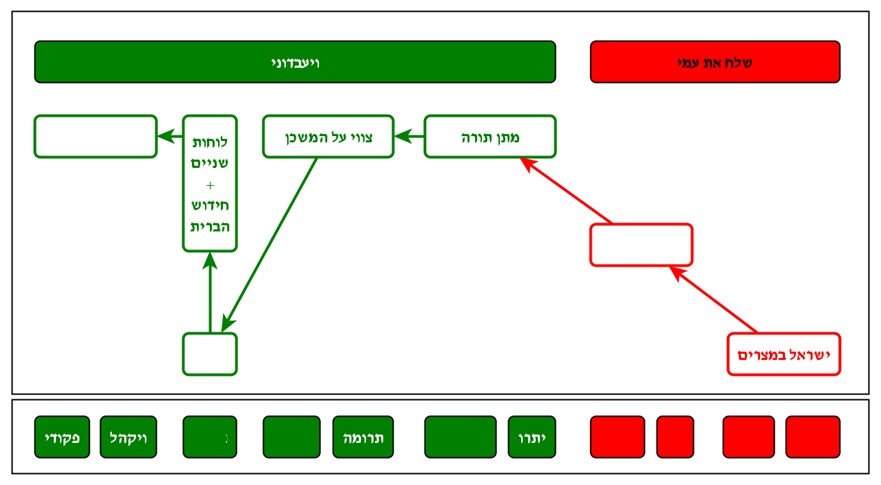 שלח את עמי
ויעבדוני
מתן תורה
צווי על המשכן
לוחות
שניים
+
חידוש
הברית
ישראל במצרים
יתרו
תרומה
ויקהל
פקודי